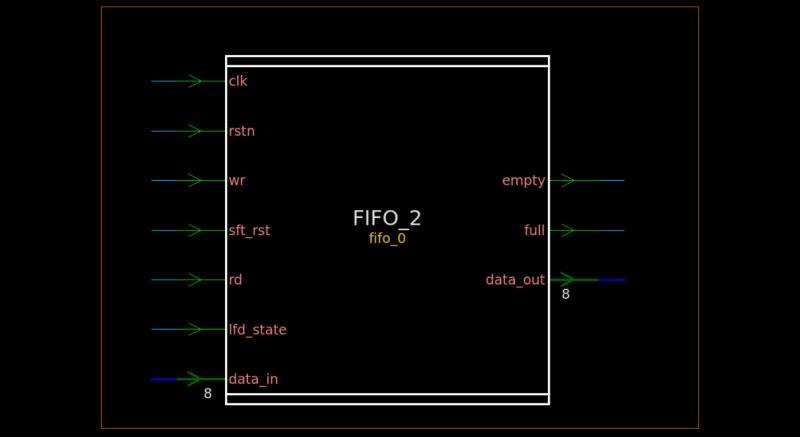 clk
rstn
wr
empty
FIFO_2
sft_rst
full
fifo_0
rd
data_out
8
lfd_state
data_in
8